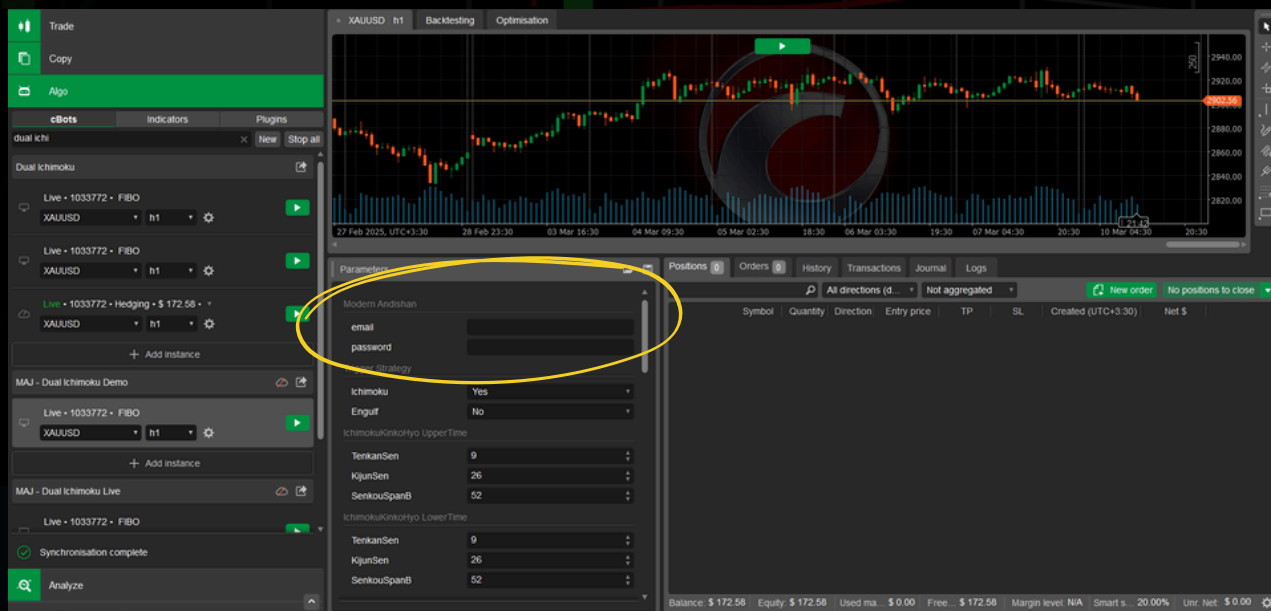 Trade
Copy
Algo
cBots Indicators Plugins
dual ichi × New Stop all
Dual Ichimoku
Live • 1033772 • FIBO
XAUUSD h1
Live • 1033772 • FIBO
XAUUSD h1
Live • 1033772 • Hedging • $ 172.58 •
XAUUSD h1
+ Add instance
MAJ - Dual Ichimoku Demo
Live • 1033772 • FIBO
XAUUSD h1
+ Add instance
MAJ - Dual Ichimoku Live
Live • 1033772 • FIBO
Synchronisation complete
Analyze
XAUUSD h1 Backtesting Optimisation
250
2940.00
2920.00
2902.56
2880.00
2860.00
2840.00
2820.00
21:42
27 Feb 2025, UTC+3:30 28 Feb 23:30 03 Mar 16:30 04 Mar 09:30 05 Mar 02:30 18:30 06 Mar 03:30 19:30 07 Mar 04:30 20:30 10 Mar 04:30 20:30
Parameters
Modern Andishan
email
password
Strategy
Ichimoku Yes
Engulf No
IchimokuKinkoHyo UpperTime
TenkanSen 9
KijunSen 26
SenkouSpanB 52
IchimokuKinkoHyo LowerTime
TenkanSen 9
KijunSen 26
SenkouSpanB 52
Positions 0 Orders 0 History Transactions Journal Logs
All directions (d... Not aggregated New order No positions to close
Symbol Quantity Direction Entry price TP SL Created (UTC+3:30) Net $
Balance: $ 172.58 Equity: $ 172.58 Used ma... $ 0.00 Free... $ 172.58 Margin level: N/A Smart s... 20.00% Unr. Net: $ 0.00